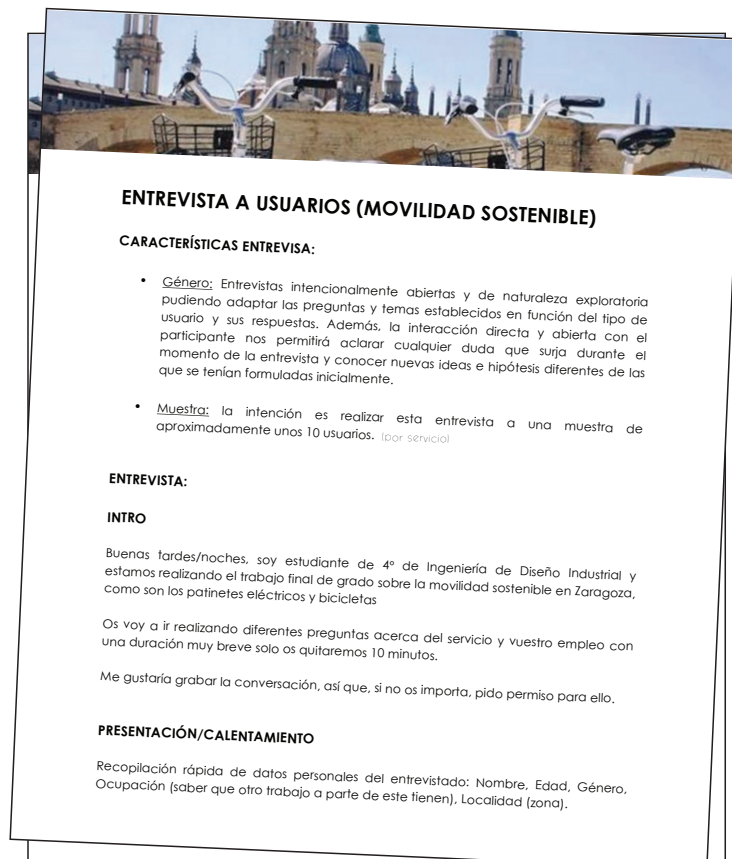 ENTREVISTA A USUARIOS (MOVILIDAD SOSTENIBLE)
CARACTERÍSTICAS ENTREVISA:
• Género: Entrevistas intencionalmente abiertas y de naturaleza exploratoria
pudiendo adaptar las preguntas y temas establecidos en función del tipo de
usuario y sus respuestas. Además, la interacción directa y abierta con el
participante nos permitirá aclarar cualquier duda que surja durante el
momento de la entrevista y conocer nuevas ideas e hipótesis diferentes de las
que se tenían formuladas inicialmente.
• Muestra: la intención es realizar esta entrevista a una muestra de
aproximadamente unos 10 usuarios. (por servicio)
ENTREVISTA:
INTRO
Buenas tardes/noches, soy estudiante de 4º de Ingeniería de Diseño Industrial y
estamos realizando el trabajo final de grado sobre la movilidad sostenible en Zaragoza,
como son los patinetes eléctricos y bicicletas
Os voy a ir realizando diferentes preguntas acerca del servicio y vuestro empleo con
una duración muy breve solo os quitaremos 10 minutos.
Me gustaría grabar la conversación, así que, si no os importa, pido permiso para ello.
PRESENTACIÓN/CALENTAMIENTO
Recopilación rápida de datos personales del entrevistado: Nombre, Edad, Género,
Ocupación (saber que otro trabajo a parte de este tienen), Localidad (zona).